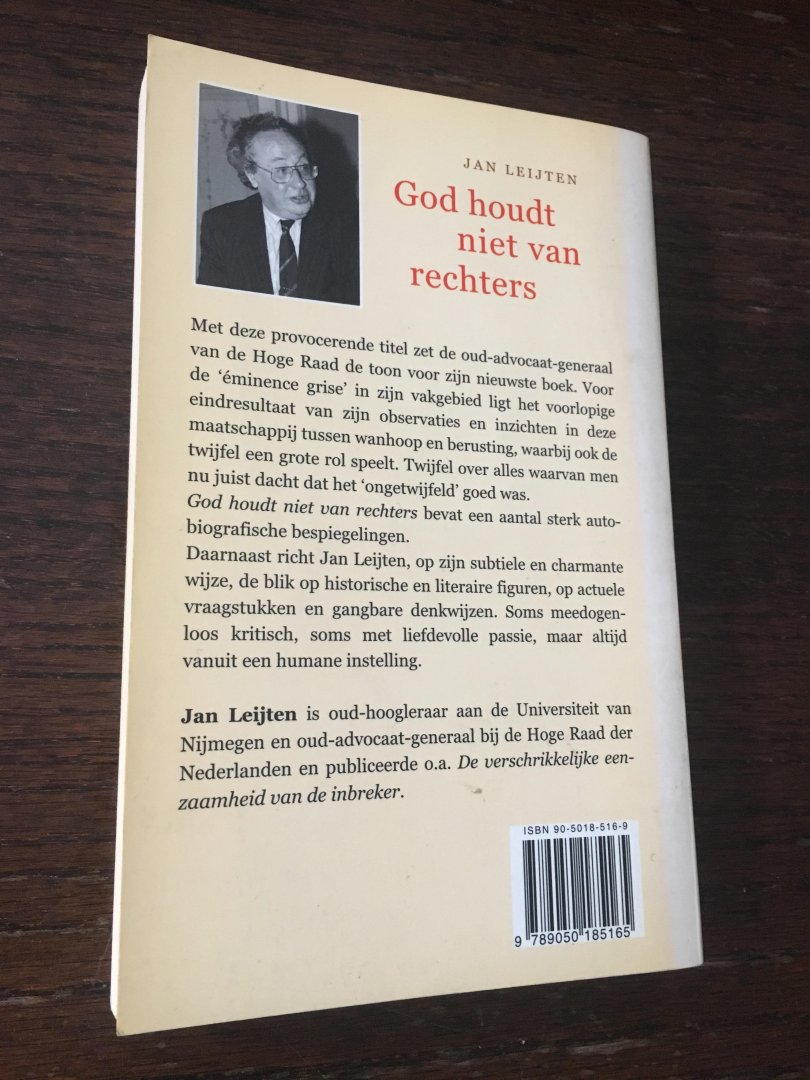 JAN LEIJTEN
God houdt
niet van
rechters
Met deze provocerende titel zet de oud-advocaat-generaal
van de Hoge Raad de toon voor zijn nieuwste boek. Voor
de ‘éminence grise’ in zijn vakgebied ligt het voorlopige
eindresultaat van zijn observaties en inzichten in deze
maatschappij tussen wanhoop en berusting, waarbij ook de
twijfel een grote rol speelt. Twijfel over alles waarvan men
nu juist dacht dat het ‘ongetwijfeld’ goed was.
God houdt niet van rechters bevat een aantal sterk auto-
biografische bespiegelingen.
Daarnaast richt Jan Leijten, op zijn subtiele en charmante
wijze, de blik op historische en literaire figuren, op actuele
vraagstukken en gangbare denkwijzen. Soms meedogen-
loos kritisch, soms met liefdevolle passie, maar altijd
vanuit een humane instelling.
Jan Leijten is oud-hoogleraar aan de Universiteit van
Nijmegen en oud-advocaat-generaal bij de Hoge Raad der
Nederlanden en publiceerde o.a. De verschrikkelijke een-
zaamheid van de inbreker.
ISBN 90-5018-516-9
9 789050 185165